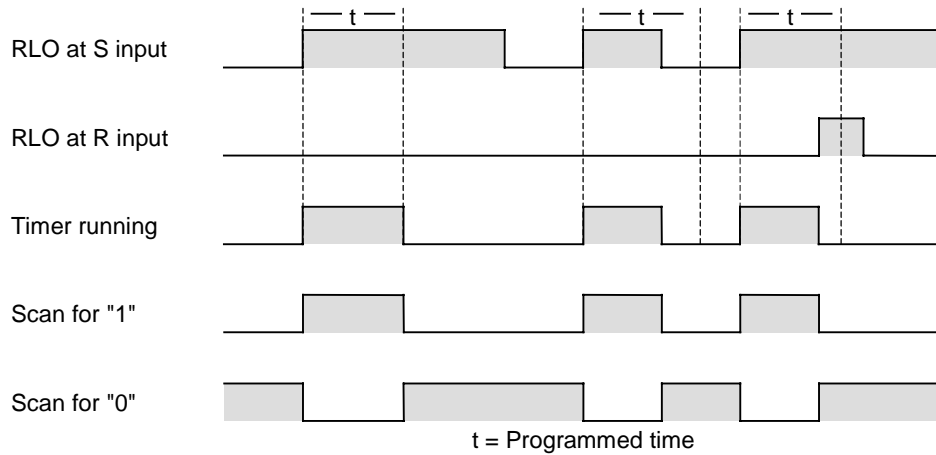 t t t
RLO at S input
RLO at R input
Timer running
Scan for "1"
Scan for "0"
t = Programmed time